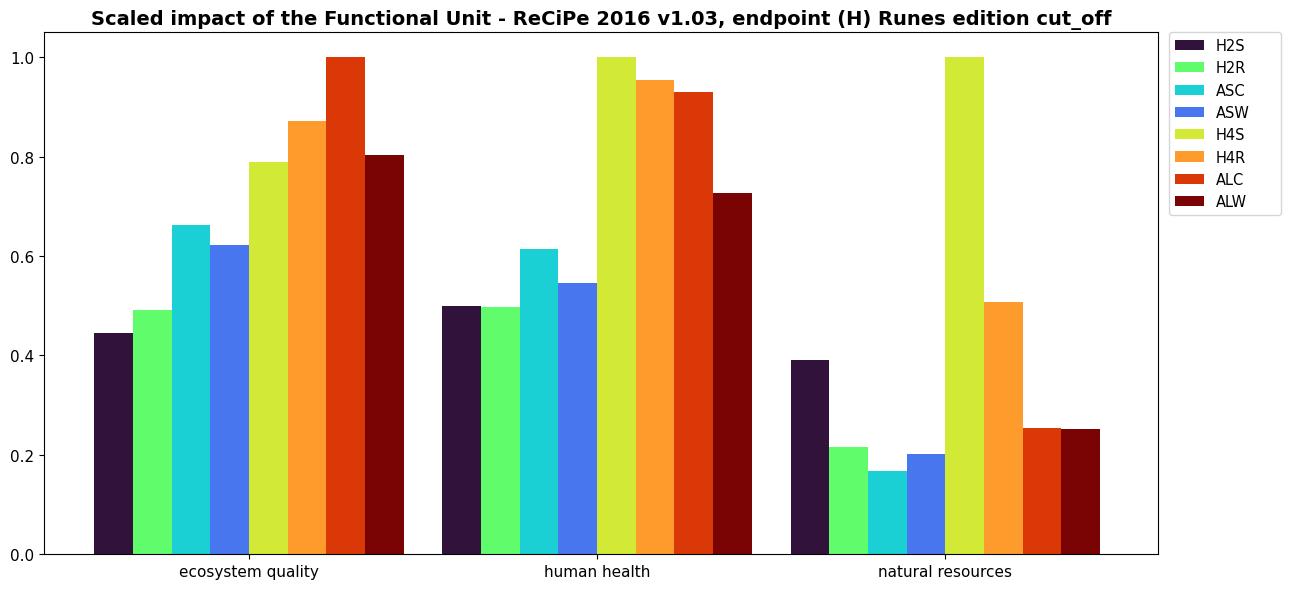 Scaled impact of the Functional Unit - ReCiPe 2016 v1.03, endpoint (H) Runes edition cut_off
1.0
0.8
0.6
0.4
0.2
0.0
ecosystem quality
human health
natural resources
H2S
H2R
ASC
ASW
H4S
H4R
ALC
ALW